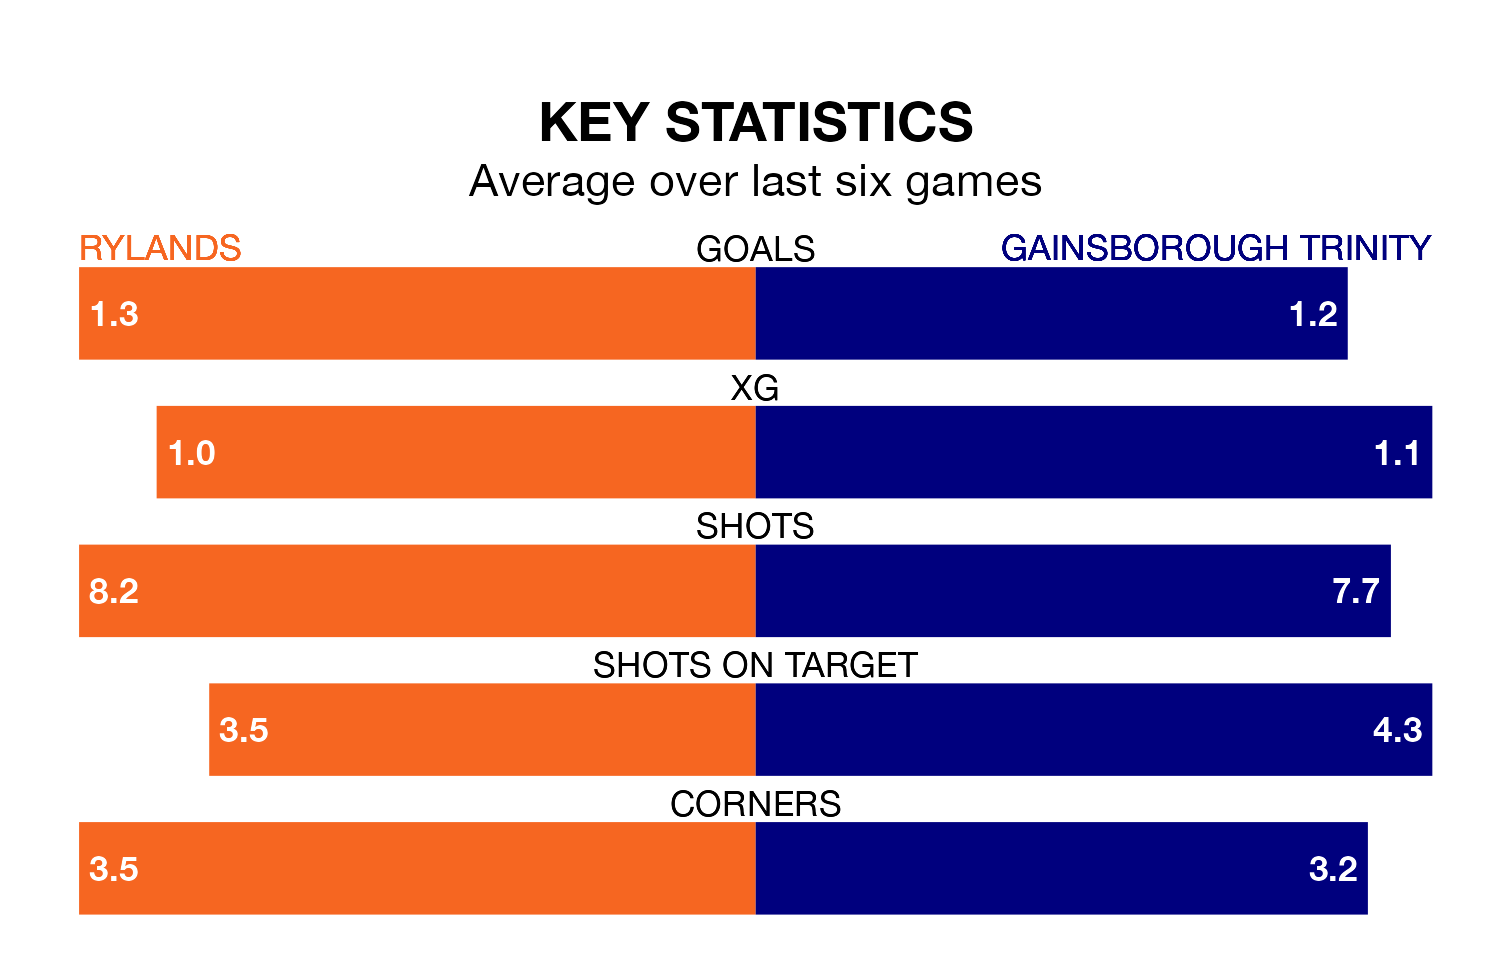 KEY STATISTICS
Average over last six games
RYLANDS GOALS GAINSBOROUGH TRINITY
1.3 1.2
XG
1.0 1.1
SHOTS
8.2 7.7
SHOTS ON TARGET
3.5 4.3
CORNERS
3.5 3.2